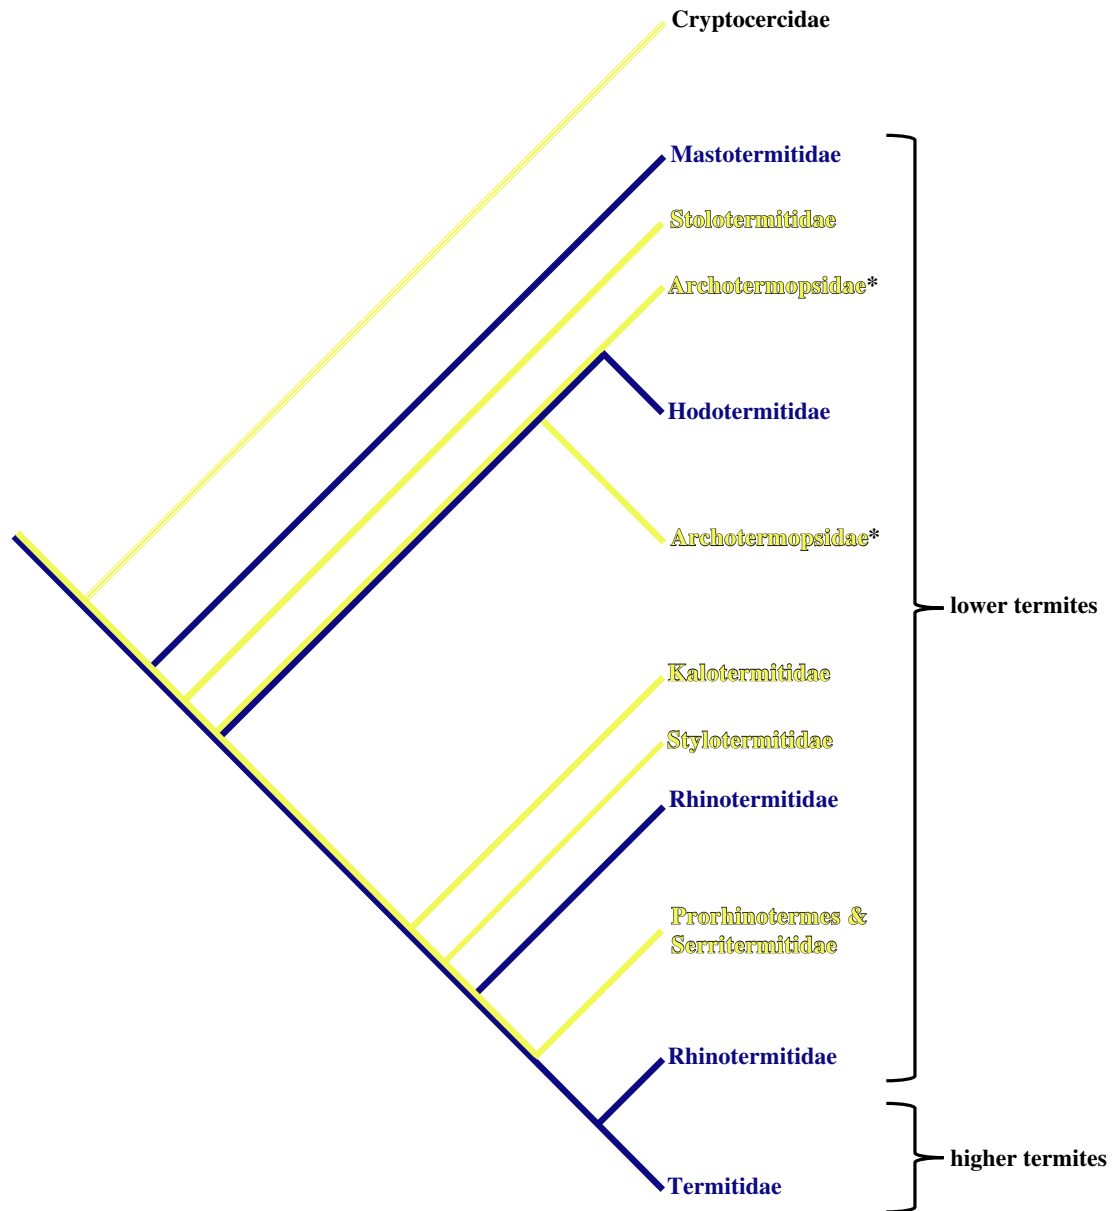 Cryptocercidae
Mastotermitidae
Stolotermitidae
Archotermopsidae*
Hodotermitidae
Archotermopsidae*
lower termites
Kalotermitidae
Stylotermitidae
Rhinotermitidae
Prorhinotermes &
Serritermitidae
Rhinotermitidae
higher termites
Termitidae